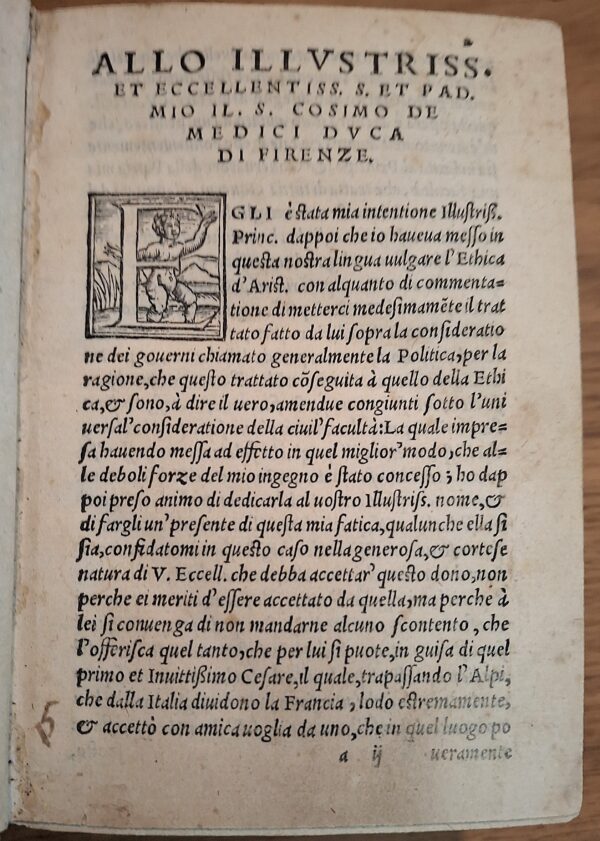 ALLO ILLVSTRISS.
ET ECCELLENTISS. S. ET PAD.
MIO IL. S. COSIMO DE
MEDICI DVCA
DI FIRENZE.
EGLI è stata mia intentione Illustriss.
Princ. dappoi che io haueua messo in
questa nostra lingua uulgare l'Ethica
d'Arist. con alquanto di commenta=
tione di metterci medesimamẽte il trat
tato fatto da lui sopra la consideratio
ne dei gouerni chiamato generalmente la Politica, per la
ragione, che questo trattato cõseguita à quello della Ethi
ca, & sono, à dire il uero, amendue congiunti sotto l'uni
uersal' consideratione della ciuil' facultà: La quale impre=
sa hauendo messa ad effetto in quel miglior' modo, che al=
le deboli forze del mio ingegno è stato concesso; ho dap
poi preso animo di dedicarla al uostro Illustriss. nome, &
di fargli un' presente di questa mia fatica, qualunche ella si
sia, confidatomi in questo caso nella generosa, & cortese
natura di V. Eccell. che debba accettar' questo dono, non
perche ei meriti d'essere accettato da quella, ma perche à
lei si conuenga di non mandarne alcuno scontento, che
l'offerisca quel tanto, che per lui si puote, in guisa di quel
primo et Inuittissimo Cesare, il quale, trapassando l'Alpi,
che dalla Italia diuidono la Francia, lodo estremamente,
& accettò con amica uoglia da uno, che in quel luogo po
a ij ueramente